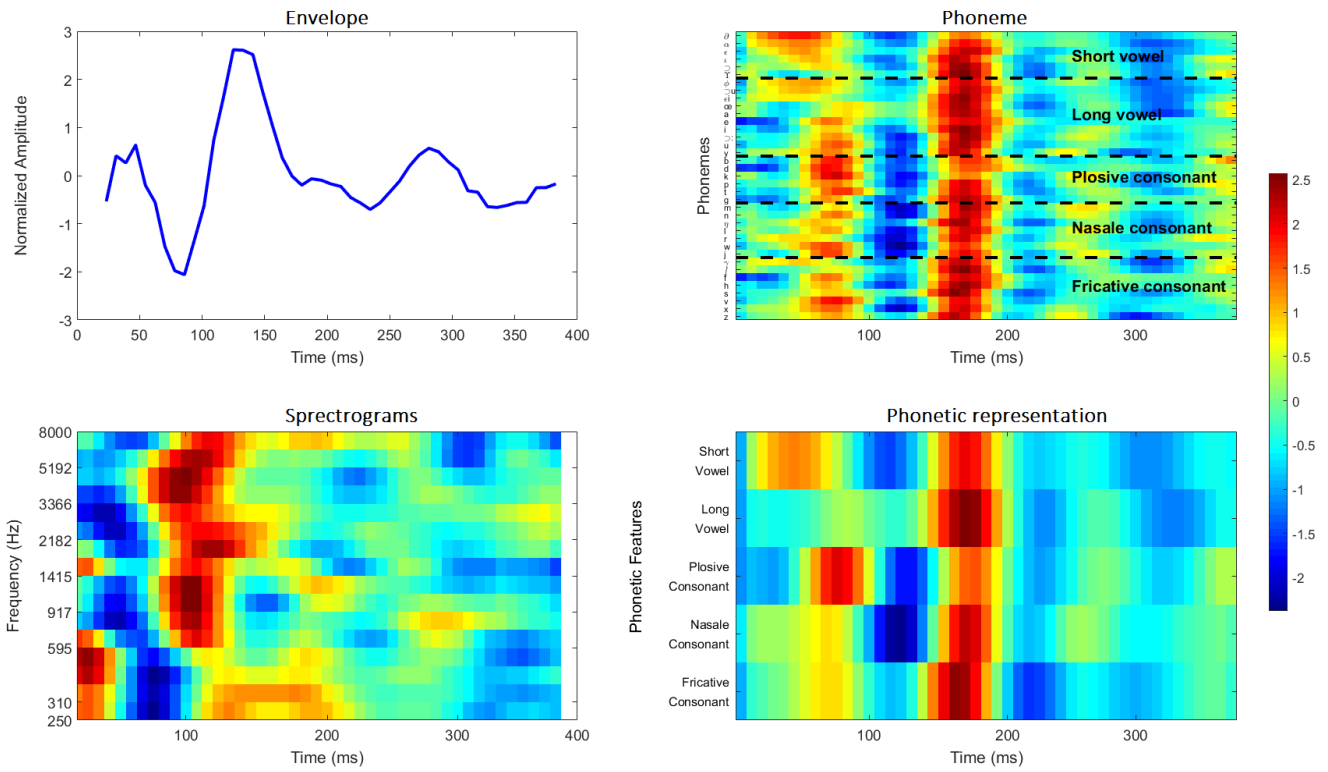 Envelope
3
2
1
0
-1
-2
-3
Normalized Amplitude
0 50 100 150 200 250 300 350 400
Time (ms)
Phoneme
Short vowel
Long vowel
Plosive consonant
Nasale consonant
Fricative consonant
Phonemes
u
a
e
i
u
y
b
d
k
p
t
g
m
n
l
r
w
j
f
h
s
v
x
z
100 200 300
Time (ms)
2.5
2
1.5
1
0.5
0
-0.5
-1
-1.5
-2
Sprectrograms
8000
5192
3366
2182
1415
917
595
310
250
Frequency (Hz)
100 200 300 400
Time (ms)
Phonetic representation
Short
Vowel
Long
Vowel
Plosive
Consonant
Nasale
Consonant
Fricative
Consonant
Phonetic Features
100 200 300
Time (ms)